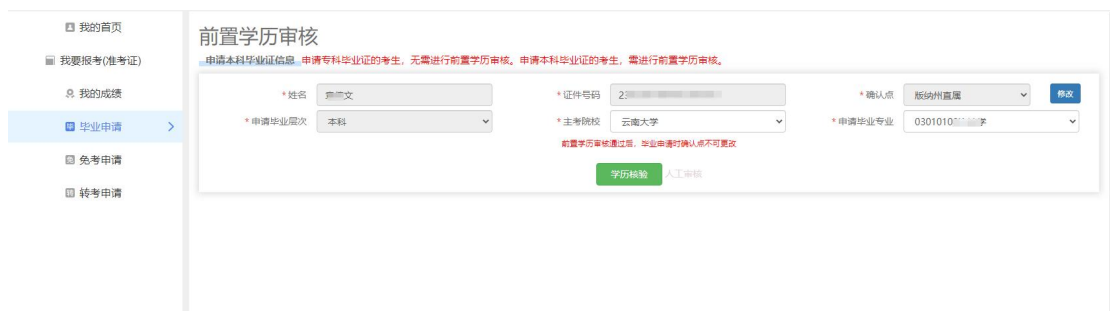 我的首页
我要报考(准考证)
我的成绩
毕业申请 >
免考申请
转考申请
前置学历审核
申请本科毕业证信息 申请专科毕业证的考生，无需进行前置学历审核。申请本科毕业证的考生，需进行前置学历审核。
*姓名 文 *证件号码 23 *确认点 版纳州直属 修改
*申请毕业层次 本科 *主考院校 云南大学 *申请毕业专业 0301010 学
前置学历审核通过后，毕业申请时确认点不可更改
学历核验 人工审核